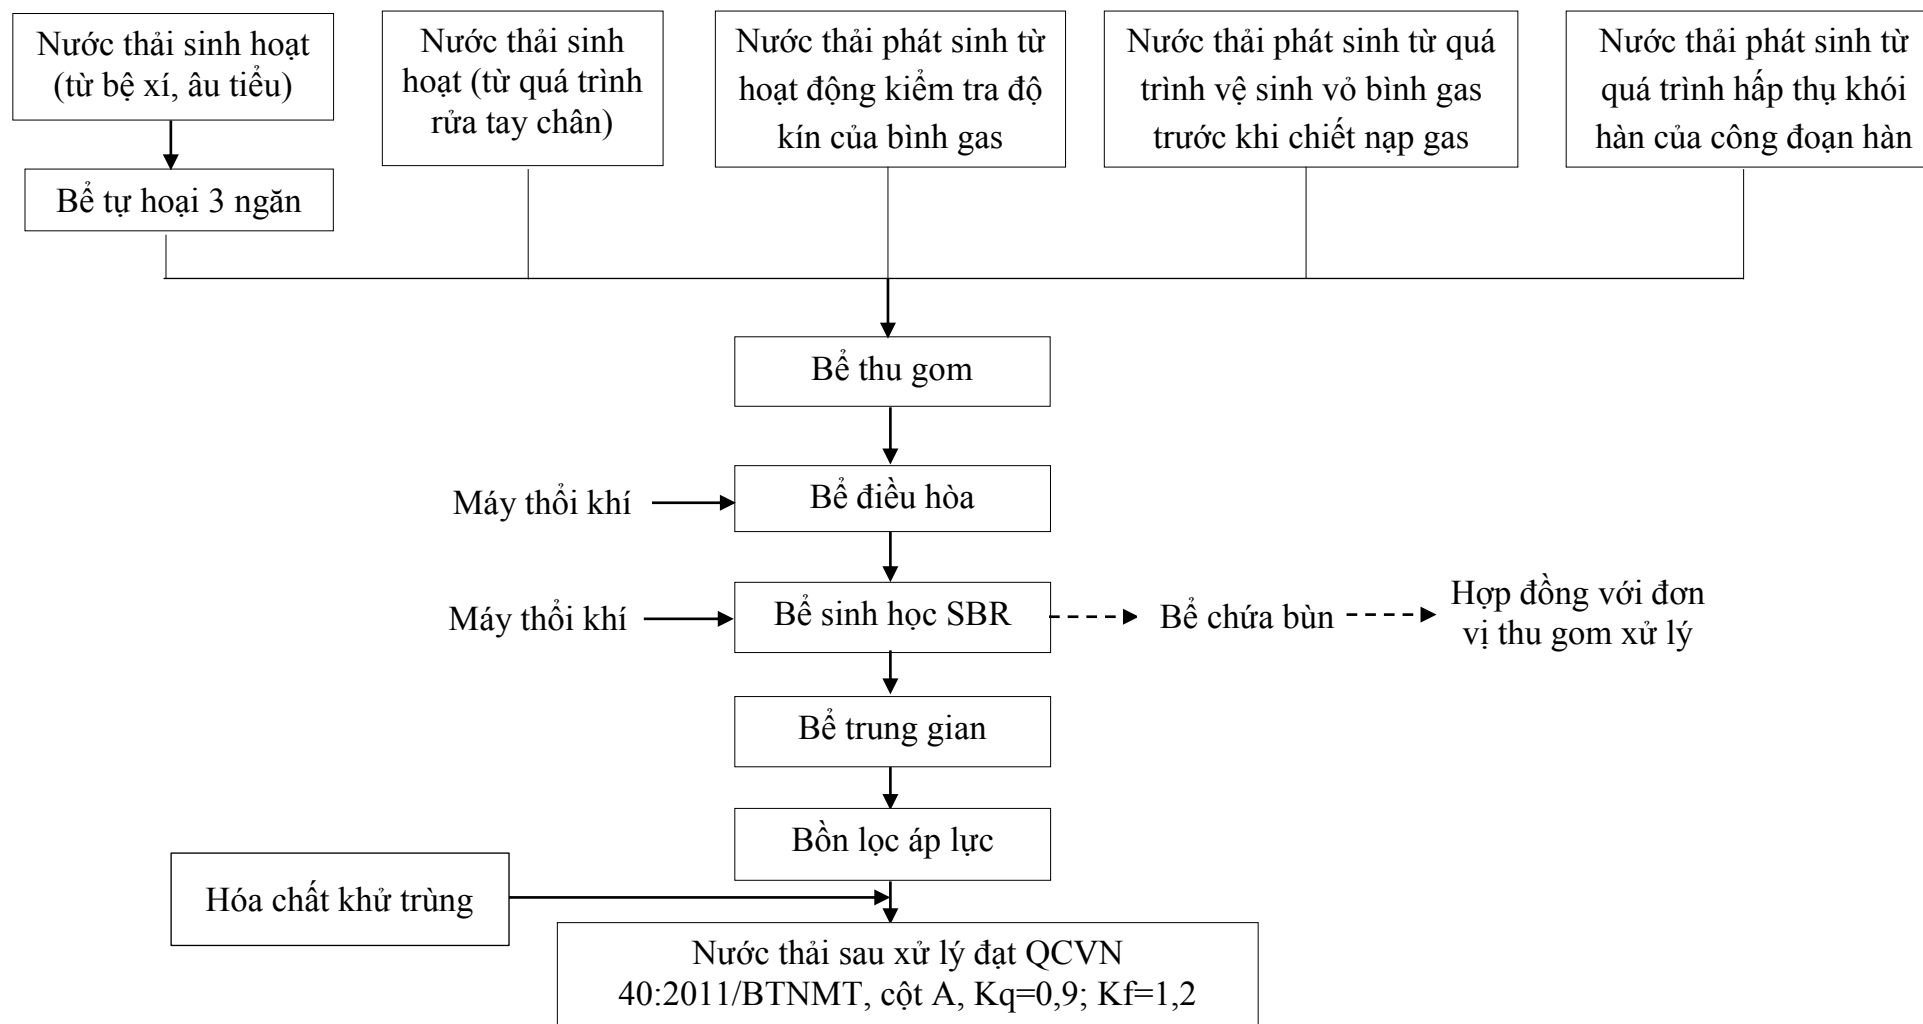 Nước thải sinh hoạt
(từ bệ xí, âu tiểu)
Nước thải sinh
hoạt (từ quá trình
rửa tay chân)
Nước thải phát sinh từ
hoạt động kiểm tra độ
kín của bình gas
Nước thải phát sinh từ quá
trình vệ sinh vỏ bình gas
trước khi chiết nạp gas
Nước thải phát sinh từ
quá trình hấp thụ khói
hàn của công đoạn hàn
Bể tự hoại 3 ngăn
Bể thu gom
Máy thổi khí
Bể điều hòa
Máy thổi khí
Bể sinh học SBR
Bể chứa bùn
Hợp đồng với đơn
vị thu gom xử lý
Bể trung gian
Bồn lọc áp lực
Hóa chất khử trùng
Nước thải sau xử lý đạt QCVN
40:2011/BTNMT, cột A, Kq=0,9; Kf=1,2